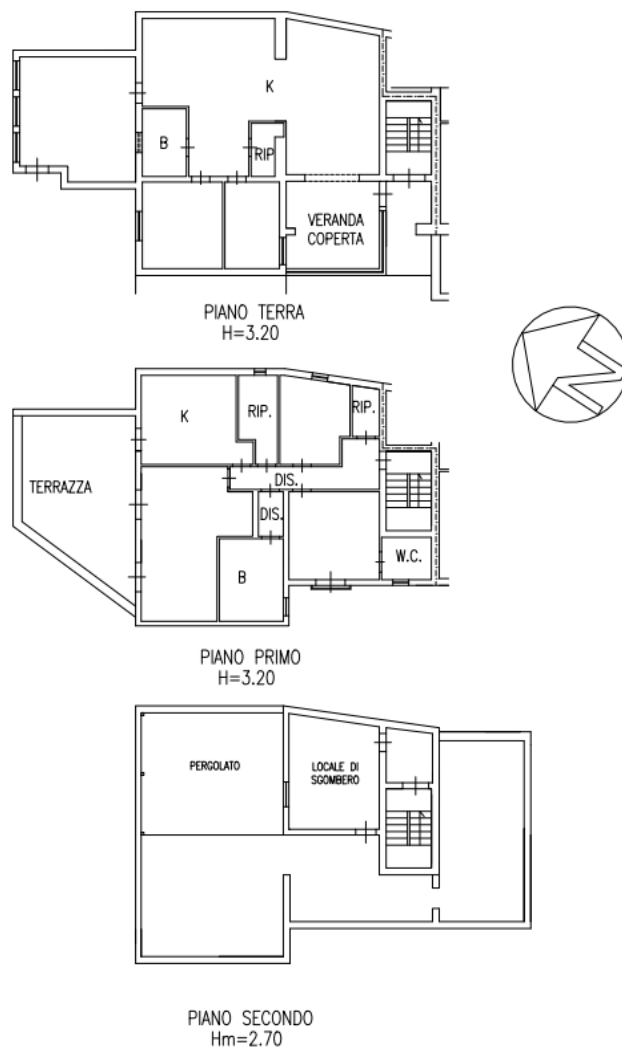 K
B
RIP
VERANDA
COPERTA
PIANO TERRA
H=3.20
K
RIP.
RIP.
TERRAZZA
DIS.
DIS.
B
W.C.
PIANO PRIMO
H=3.20
PERGOLATO
LOCALE DI
SGOMBERO
PIANO SECONDO
Hm=2.70